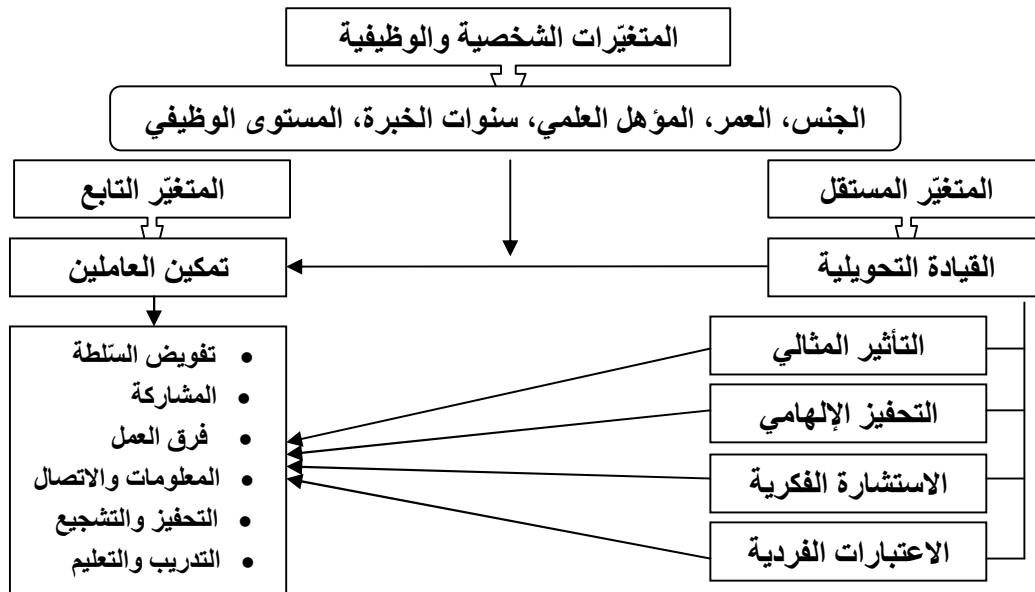 المتغيّرات الشخصية والوظيفية
الجنس، العمر، المؤهل العلمي، سنوات الخبرة، المستوى الوظيفي
المتغيّر المستقل
المتغيّر التابع
القيادة التحويلية
تمكين العاملين
التأثير المثالي
التحفيز الإلهامي
الاستشارة الفكرية
الاعتبارات الفردية
• تفويض السّلطة
• المشاركة
• فرق العمل
• المعلومات والاتصال
• التحفيز والتشجيع
• التدريب والتعليم